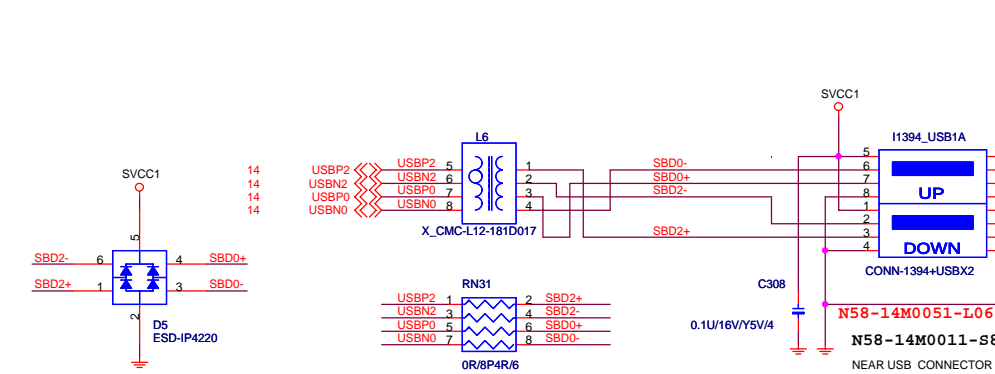 SVCC1
5
SBD2- 6 4 SBD0+
SBD2+ 1 3 SBD0-
2
D5
ESD-IP4220
14 USBP2
14 USBN2
14 USBP0
14 USBN0
L6
USBP2 5 1
USBN2 6 2
USBP0 7 3
USBN0 8 4
X_CMC-L12-181D017
SBD0-
SBD0+
SBD2-
SBD2+
RN31
USBP2 1 2 SBD2+
USBN2 3 4 SBD2-
USBP0 5 6 SBD0+
USBN0 7 8 SBD0-
0R/8P4R/6
SVCC1
C308
0.1U/16V/Y5V/4
I1394_USB1A
5
6
7
8
UP
1
2
3
4
DOWN
CONN-1394+USBX2
N58-14M0051-L06
N58-14M0011-S8
NEAR USB CONNECTOR